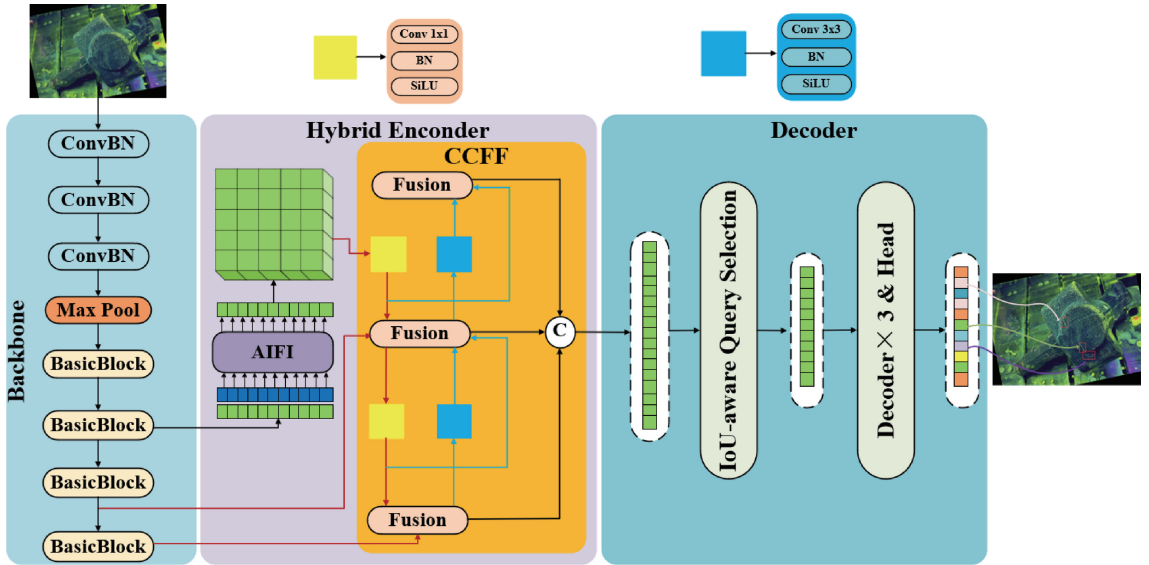 Conv 1x1
BN
SiLU
Conv 3x3
BN
SiLU
Backbone
ConvBN
ConvBN
ConvBN
Max Pool
BasicBlock
BasicBlock
BasicBlock
BasicBlock
Hybrid Enconder
AIFI
CCFF
Fusion
Fusion
Fusion
C
Decoder
IoU-aware Query Selection
Decoder × 3 & Head